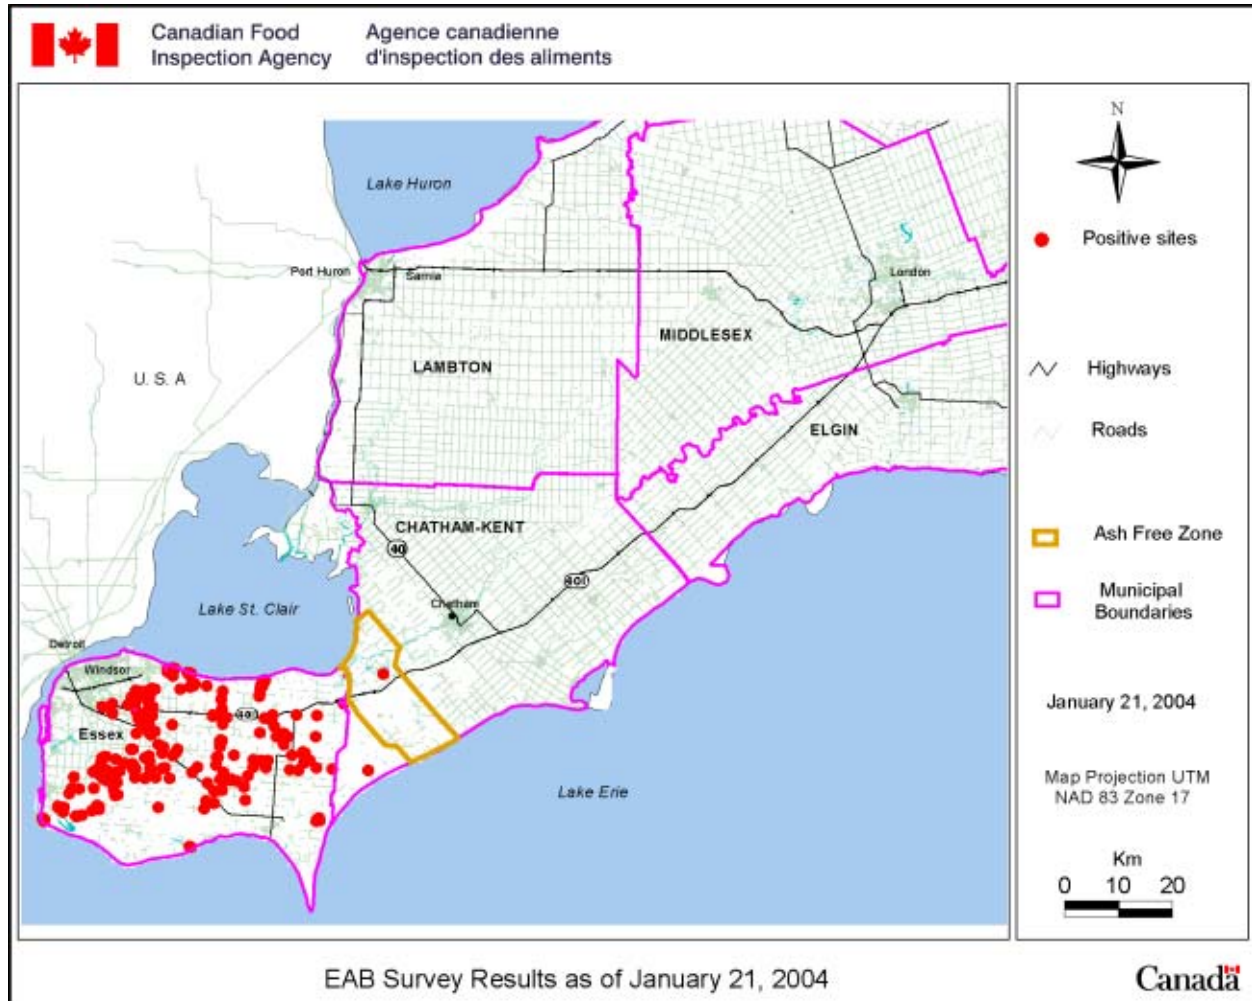 Canadian Food
Inspection Agency
Agence canadienne
d'inspection des aliments
Lake Huron
Port Huron
Sarnia
London
MIDDLESEX
LAMBTON
U. S. A
ELGIN
CHATHAM-KENT
40
401
Chatham
Lake St. Clair
Detroit
Windsor
401
Essex
Lake Erie
N
Positive sites
Highways
Roads
Ash Free Zone
Municipal
Boundaries
January 21, 2004
Map Projection UTM
NAD 83 Zone 17
Km
0 10 20
EAB Survey Results as of January 21, 2004
Canada